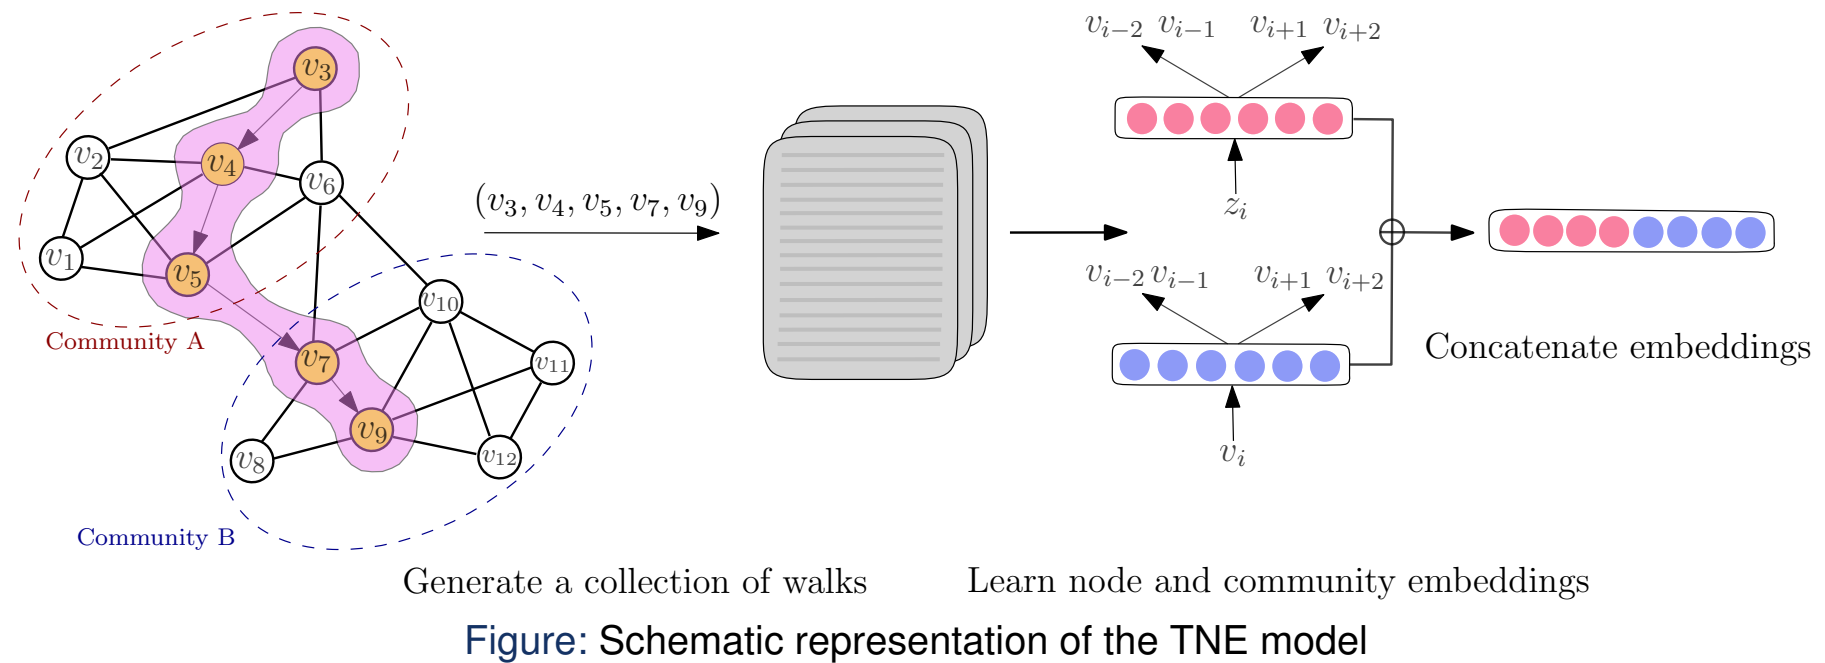 v₃
v₂
v₄
v₆
v₁
v₅
Community A
v₁₀
v₇
v₁₁
v₉
v₈
v₁₂
Community B
(v₃, v₄, v₅, v₇, v₉)
Generate a collection of walks
vᵢ₋₂ vᵢ₋₁ vᵢ₊₁ vᵢ₊₂
zᵢ
vᵢ₋₂ vᵢ₋₁ vᵢ₊₁ vᵢ₊₂
vᵢ
Learn node and community embeddings
Concatenate embeddings
Figure: Schematic representation of the TNE model